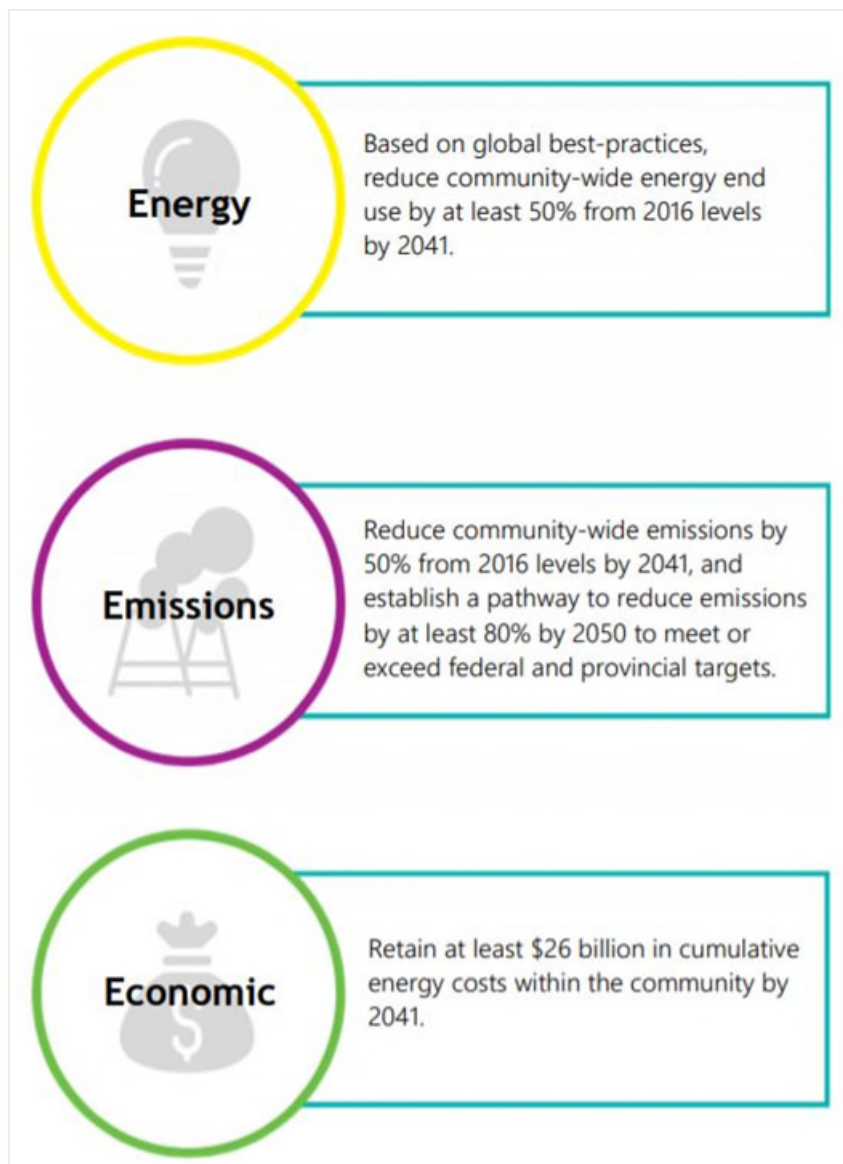 Energy
Based on global best-practices,
reduce community-wide energy end
use by at least 50% from 2016 levels
by 2041.
Emissions
Reduce community-wide emissions by
50% from 2016 levels by 2041, and
establish a pathway to reduce emissions
by at least 80% by 2050 to meet or
exceed federal and provincial targets.
Economic
$
Retain at least $26 billion in cumulative
energy costs within the community by
2041.